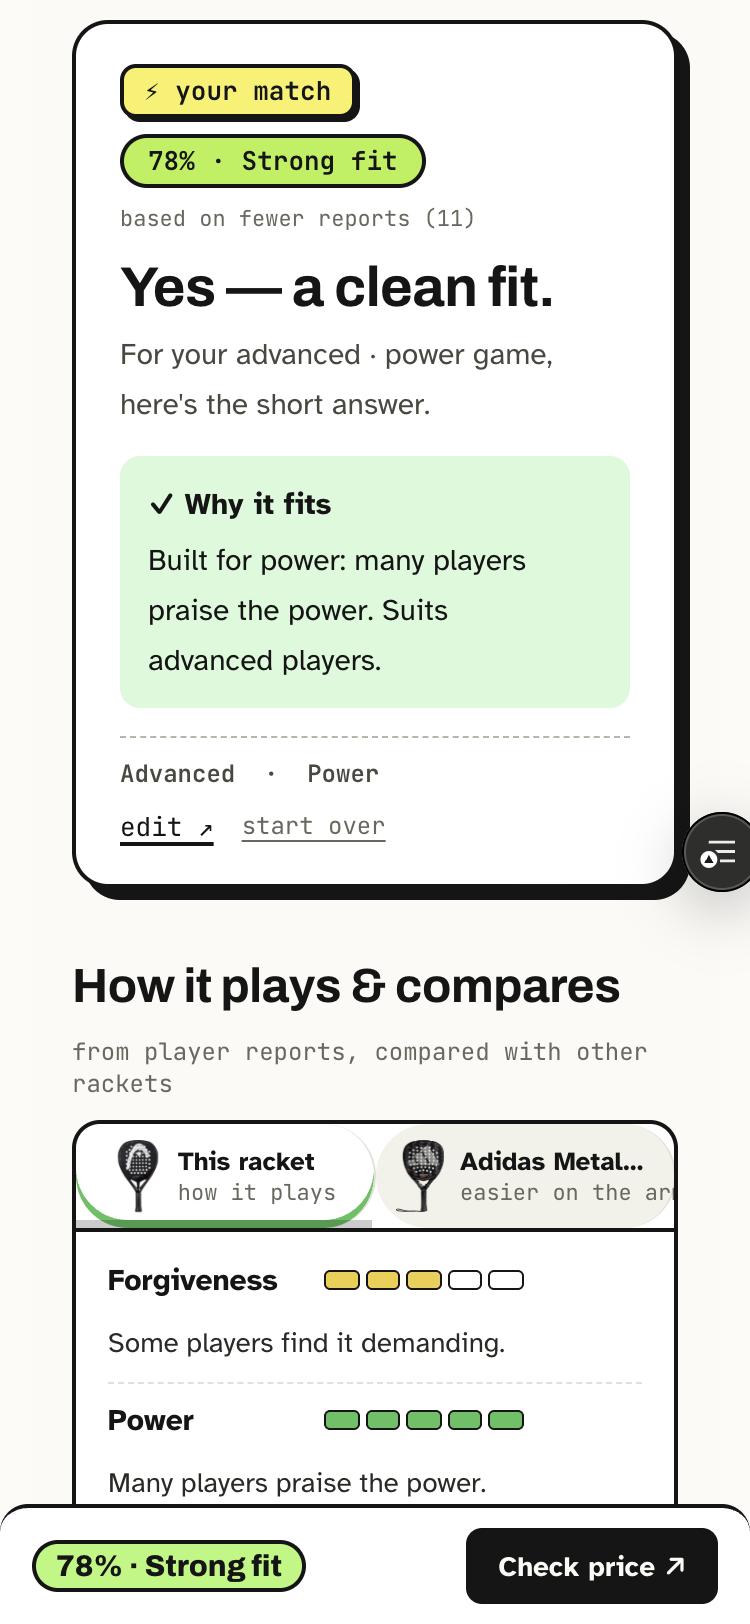 ⚡ your match
78% · Strong fit
based on fewer reports (11)
Yes — a clean fit.
For your advanced · power game,
here's the short answer.
✓ Why it fits
Built for power: many players
praise the power. Suits
advanced players.
Advanced · Power
edit ↗ start over
How it plays & compares
from player reports, compared with other
rackets
This racket
how it plays
Adidas Metal...
easier on the ar
Forgiveness
Some players find it demanding.
Power
Many players praise the power.
78% · Strong fit
Check price ↗